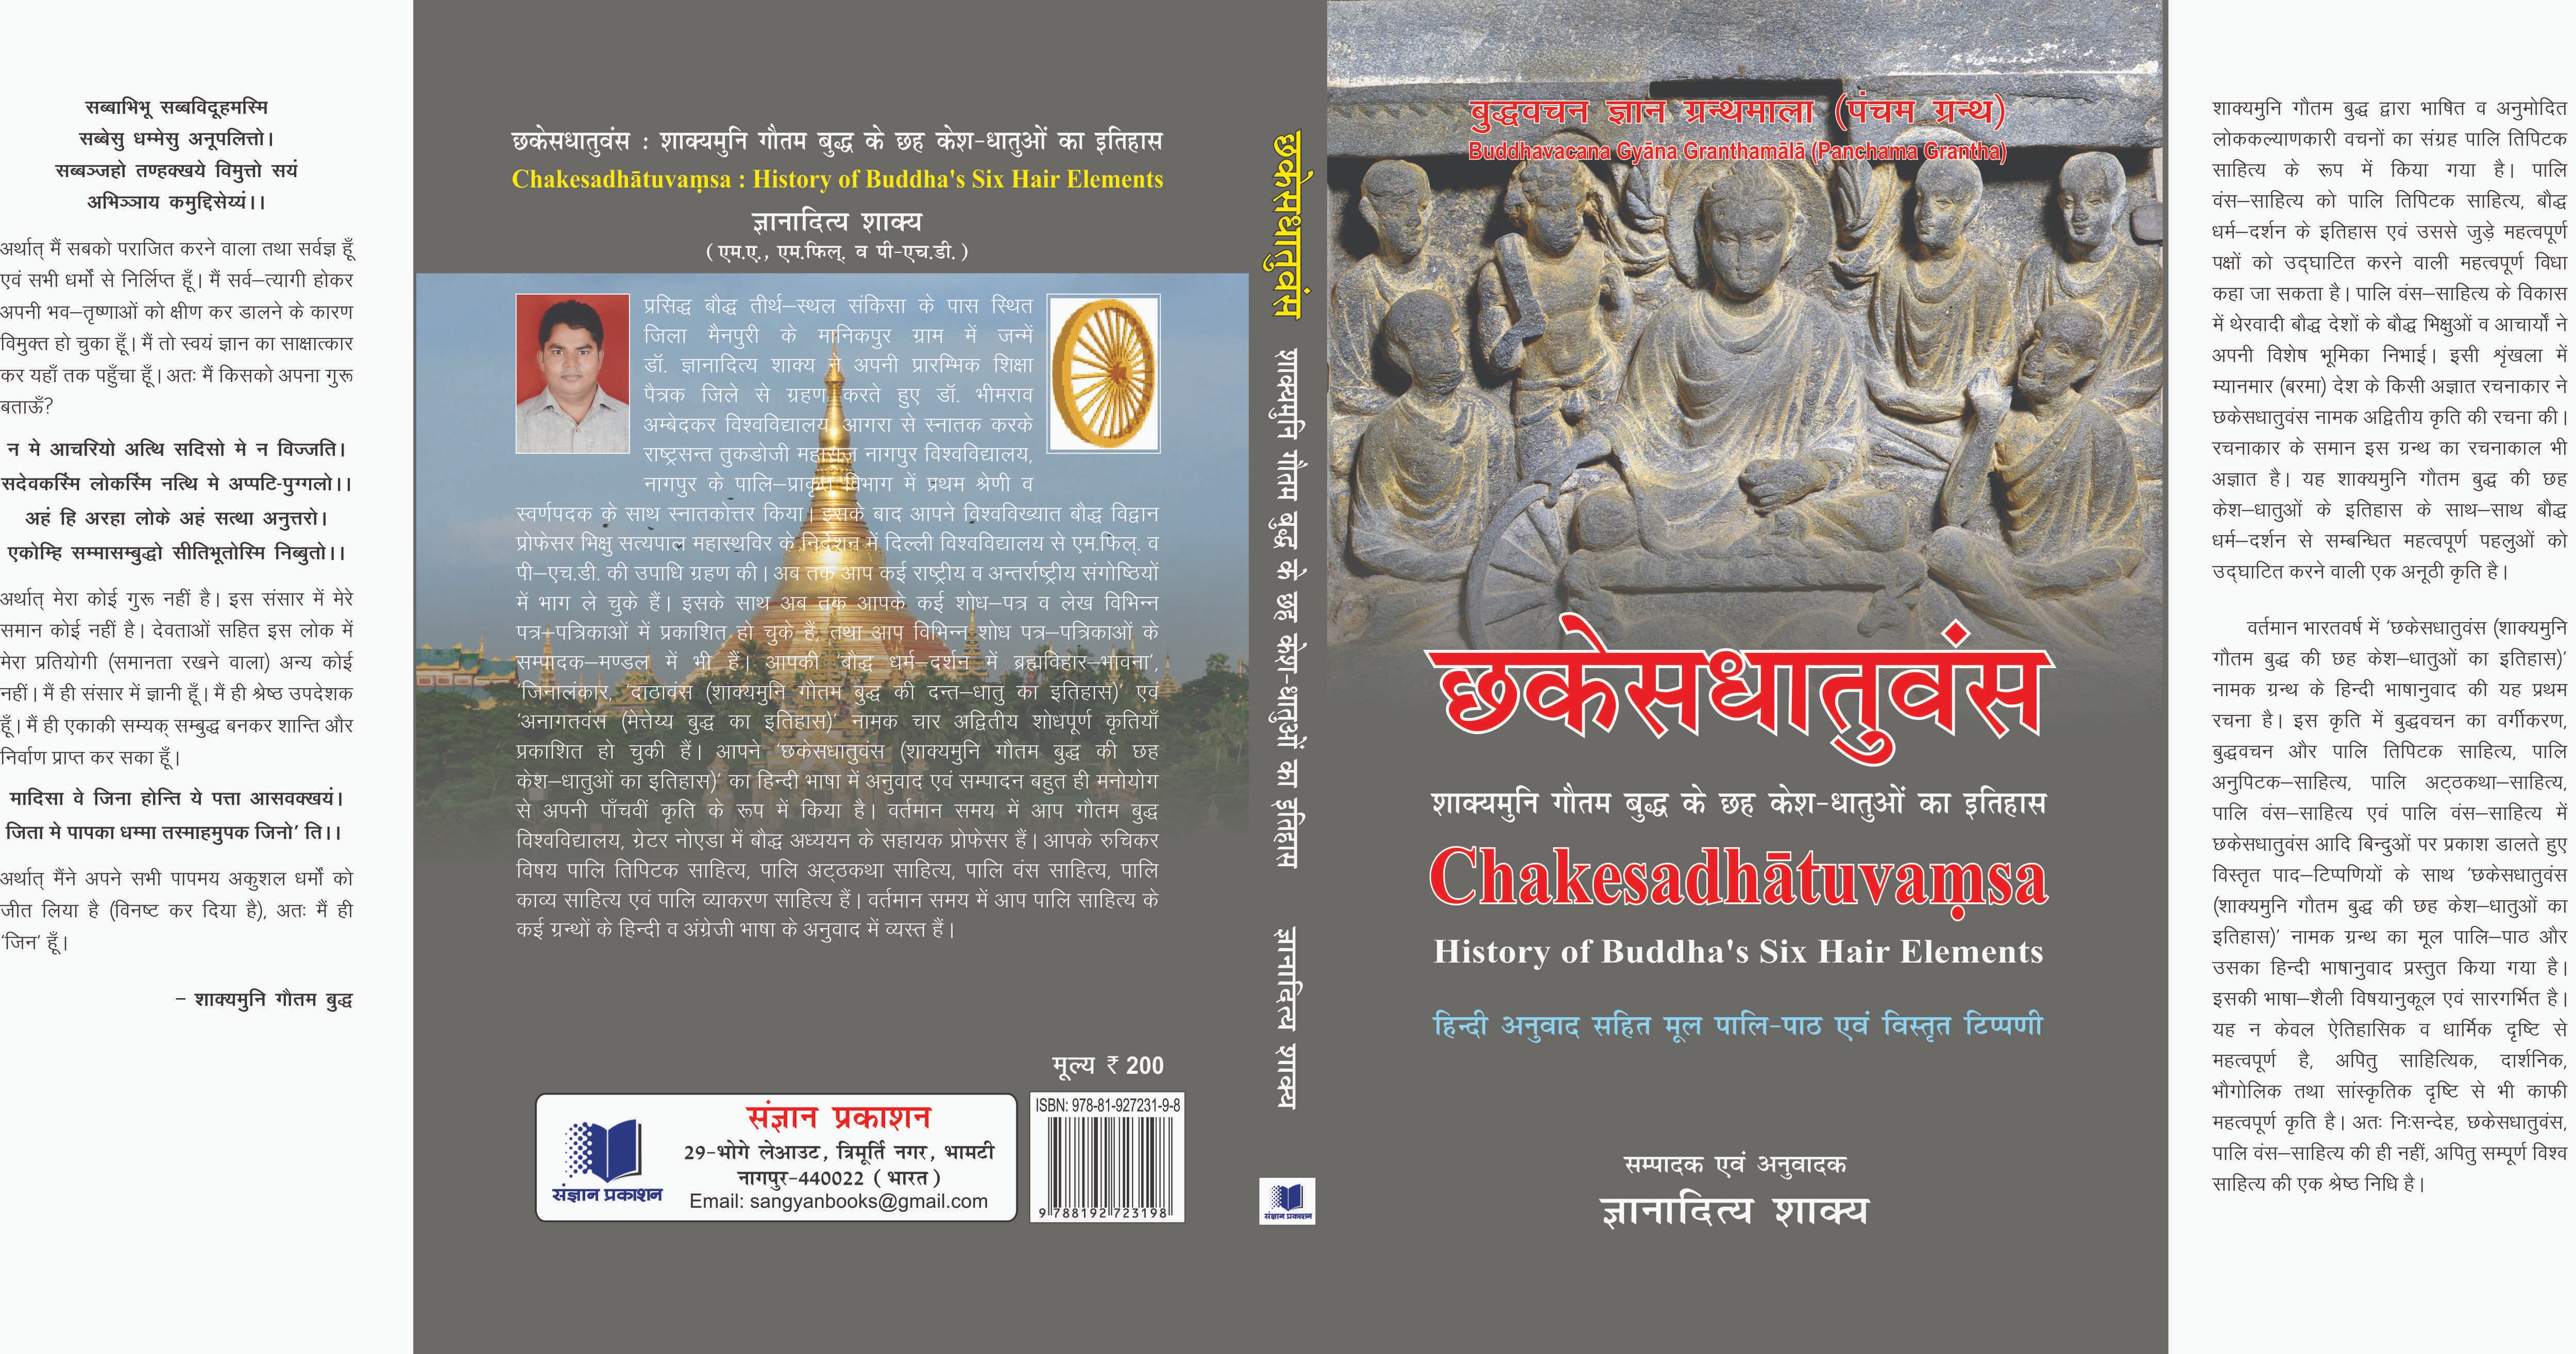 सब्बाभिभू सब्बविदूहमस्मि
सब्बेसु धम्मेसु अनूपलित्तो।
सब्बञ्जहो तण्हक्खये विमुत्तो सयं
अभिञ्ञाय कमुद्दिसेय्यं।।
अर्थात् मैं सबको पराजित करने वाला तथा सर्वज्ञ हूँ
एवं सभी धर्मों से निर्लिप्त हूँ। मैं सर्व–त्यागी होकर
अपनी भव–तृष्णाओं को क्षीण कर डालने के कारण
विमुक्त हो चुका हूँ। मैं तो स्वयं ज्ञान का साक्षात्कार
कर यहाँ तक पहुँचा हूँ। अतः मैं किसको अपना गुरू
बताऊँ?
न मे आचरियो अत्थि सदिसो मे न विज्जति।
सदेवकस्मिं लोकस्मिं नत्थि मे अप्पटि-पुग्गलो।।
अहं हि अरहा लोके अहं सत्था अनुत्तरो।
एकोम्हि सम्मासम्बुद्धो सीतिभूतोस्मि निब्बुतो।।
अर्थात् मेरा कोई गुरू नहीं है। इस संसार में मेरे
समान कोई नहीं है। देवताओं सहित इस लोक में
मेरा प्रतियोगी (समानता रखने वाला) अन्य कोई
नहीं। मैं ही संसार में ज्ञानी हूँ। मैं ही श्रेष्ठ उपदेशक
हूँ। मैं ही एकाकी सम्यक् सम्बुद्ध बनकर शान्ति और
निर्वाण प्राप्त कर सका हूँ।
मादिसा वे जिना होन्ति ये पत्ता आसवक्खयं।
जिता मे पापका धम्मा तस्माहमुपक जिनो’ ति।।
अर्थात् मैंने अपने सभी पापमय अकुशल धर्मों को
जीत लिया है (विनष्ट कर दिया है), अतः मैं ही
‘जिन’ हूँ।
– शाक्यमुनि गौतम बुद्ध
छकेसधातुवंस : शाक्यमुनि गौतम बुद्ध के छह केश-धातुओं का इतिहास
Chakesadhātuvaṃsa : History of Buddha's Six Hair Elements
ज्ञानादित्य शाक्य
( एम.ए., एम.फिल्. व पी-एच.डी. )
प्रसिद्ध बौद्ध तीर्थ–स्थल संकिसा के पास स्थित
जिला मैनपुरी के मानिकपुर ग्राम में जन्में
डॉ. ज्ञानादित्य शाक्य ने अपनी प्रारम्भिक शिक्षा
पैत्रक जिले से ग्रहण करते हुए डॉ. भीमराव
अम्बेदकर विश्वविद्यालय, आगरा से स्नातक करके
राष्ट्रसन्त तुकडोजी महाराज नागपुर विश्वविद्यालय,
नागपुर के पालि–प्राकृत विभाग में प्रथम श्रेणी व
स्वर्णपदक के साथ स्नातकोत्तर किया। इसके बाद आपने विश्वविख्यात बौद्ध विद्वान
प्रोफेसर भिक्षु सत्यपाल महास्थविर के निर्देशन में दिल्ली विश्वविद्यालय से एम.फिल्. व
पी–एच.डी. की उपाधि ग्रहण की। अब तक आप कई राष्ट्रीय व अन्तर्राष्ट्रीय संगोष्ठियों
में भाग ले चुके हैं। इसके साथ अब तक आपके कई शोध–पत्र व लेख विभिन्न
पत्र–पत्रिकाओं में प्रकाशित हो चुके हैं, तथा आप विभिन्न शोध पत्र–पत्रिकाओं के
सम्पादक–मण्डल में भी हैं। आपकी ‘बौद्ध धर्म–दर्शन में ब्रह्मविहार–भावना’,
‘जिनालंकार, ‘दाठावंस (शाक्यमुनि गौतम बुद्ध की दन्त–धातु का इतिहास)’ एवं
‘अनागतवंस (मेत्तेय्य बुद्ध का इतिहास)’ नामक चार अद्वितीय शोधपूर्ण कृतियाँ
प्रकाशित हो चुकी हैं। आपने ‘छकेसधातुवंस (शाक्यमुनि गौतम बुद्ध की छह
केश–धातुओं का इतिहास)’ का हिन्दी भाषा में अनुवाद एवं सम्पादन बहुत ही मनोयोग
से अपनी पाँचवीं कृति के रूप में किया है। वर्तमान समय में आप गौतम बुद्ध
विश्वविद्यालय, ग्रेटर नोएडा में बौद्ध अध्ययन के सहायक प्रोफेसर हैं। आपके रुचिकर
विषय पालि तिपिटक साहित्य, पालि अट्ठकथा साहित्य, पालि वंस साहित्य, पालि
काव्य साहित्य एवं पालि व्याकरण साहित्य हैं। वर्तमान समय में आप पालि साहित्य के
कई ग्रन्थों के हिन्दी व अंग्रेजी भाषा के अनुवाद में व्यस्त हैं।
मूल्य ₹ 200
संज्ञान प्रकाशन
29-भोगे लेआउट, त्रिमूर्ति नगर, भामटी
नागपुर-440022 ( भारत )
Email: sangyanbooks@gmail.com
संज्ञान प्रकाशन
ISBN: 978-81-927231-9-8
9 788192 723198
छकेसधातुवंस शाक्यमुनि गौतम बुद्ध के छह केश-धातुओं का इतिहास ज्ञानादित्य शाक्य
संज्ञान प्रकाशन
बुद्धवचन ज्ञान ग्रन्थमाला (पंचम ग्रन्थ)
Buddhavacana Gyāna Granthamālā (Panchama Grantha)
छकेसधातुवंस
शाक्यमुनि गौतम बुद्ध के छह केश-धातुओं का इतिहास
Chakesadhātuvaṃsa
History of Buddha's Six Hair Elements
हिन्दी अनुवाद सहित मूल पालि-पाठ एवं विस्तृत टिप्पणी
सम्पादक एवं अनुवादक
ज्ञानादित्य शाक्य
शाक्यमुनि गौतम बुद्ध द्वारा भाषित व अनुमोदित
लोककल्याणकारी वचनों का संग्रह पालि तिपिटक
साहित्य के रूप में किया गया है। पालि
वंस–साहित्य को पालि तिपिटक साहित्य, बौद्ध
धर्म–दर्शन के इतिहास एवं उससे जुड़े महत्वपूर्ण
पक्षों को उद्घाटित करने वाली महत्वपूर्ण विधा
कहा जा सकता है। पालि वंस–साहित्य के विकास
में थेरवादी बौद्ध देशों के बौद्ध भिक्षुओं व आचार्यों ने
अपनी विशेष भूमिका निभाई। इसी शृंखला में
म्यानमार (बरमा) देश के किसी अज्ञात रचनाकार ने
छकेसधातुवंस नामक अद्वितीय कृति की रचना की।
रचनाकार के समान इस ग्रन्थ का रचनाकाल भी
अज्ञात है। यह शाक्यमुनि गौतम बुद्ध की छह
केश–धातुओं के इतिहास के साथ–साथ बौद्ध
धर्म–दर्शन से सम्बन्धित महत्वपूर्ण पहलुओं को
उद्घाटित करने वाली एक अनूठी कृति है।
वर्तमान भारतवर्ष में ‘छकेसधातुवंस (शाक्यमुनि
गौतम बुद्ध की छह केश–धातुओं का इतिहास)’
नामक ग्रन्थ के हिन्दी भाषानुवाद की यह प्रथम
रचना है। इस कृति में बुद्धवचन का वर्गीकरण,
बुद्धवचन और पालि तिपिटक साहित्य, पालि
अनुपिटक–साहित्य, पालि अट्ठकथा–साहित्य,
पालि वंस–साहित्य एवं पालि वंस–साहित्य में
छकेसधातुवंस आदि बिन्दुओं पर प्रकाश डालते हुए
विस्तृत पाद–टिप्पणियों के साथ ‘छकेसधातुवंस
(शाक्यमुनि गौतम बुद्ध की छह केश–धातुओं का
इतिहास)’ नामक ग्रन्थ का मूल पालि–पाठ और
उसका हिन्दी भाषानुवाद प्रस्तुत किया गया है।
इसकी भाषा–शैली विषयानुकूल एवं सारगर्भित है।
यह न केवल ऐतिहासिक व धार्मिक दृष्टि से
महत्वपूर्ण है, अपितु साहित्यिक, दार्शनिक,
भौगोलिक तथा सांस्कृतिक दृष्टि से भी काफी
महत्वपूर्ण कृति है। अतः निःसन्देह, छकेसधातुवंस,
पालि वंस–साहित्य की ही नहीं, अपितु सम्पूर्ण विश्व
साहित्य की एक श्रेष्ठ निधि है।